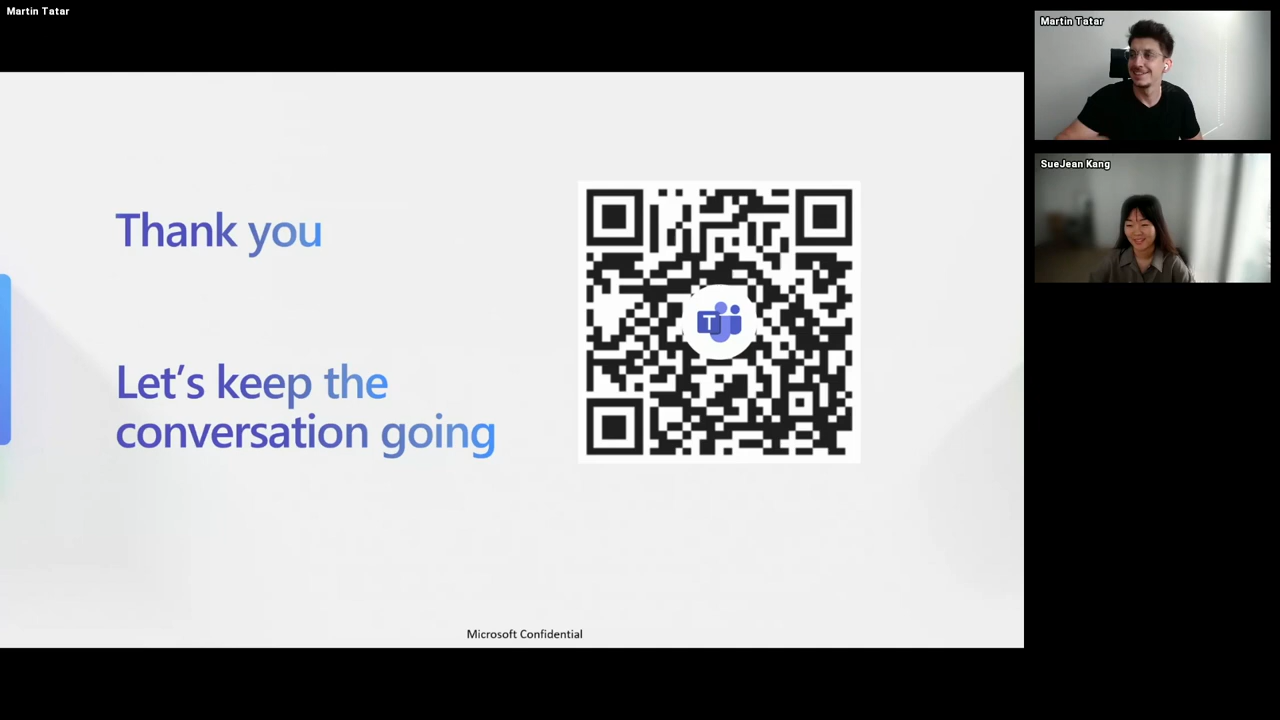 Martin Tatar
Martin Tatar
SueJean Kang
Thank you
Let's keep the
conversation going
T
Microsoft Confidential